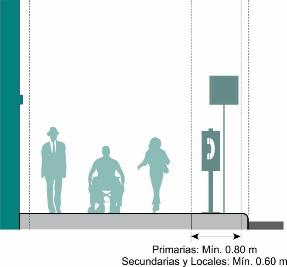 Primarias: Mín. 0.80 m
Secundarias y Locales: Mín. 0.60 m